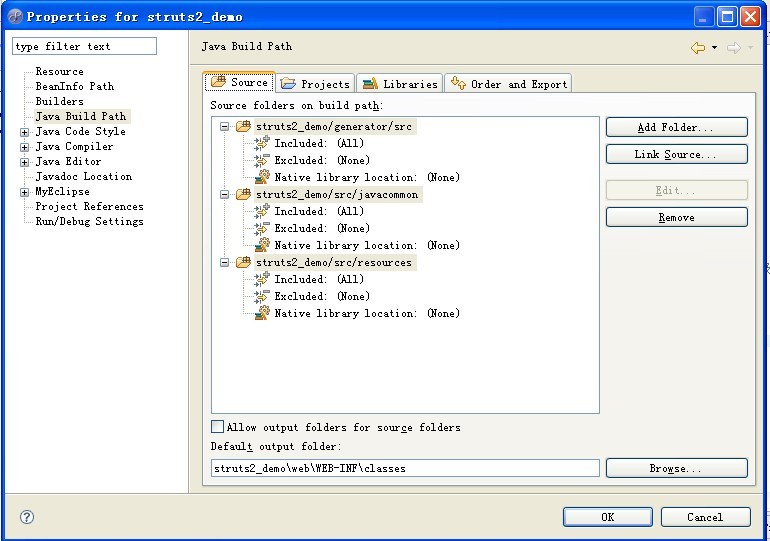 Properties for struts2_demo
type filter text
Resource
BeanInfo Path
Builders
Java Build Path
Java Code Style
Java Compiler
Java Editor
Javadoc Location
MyEclipse
Project References
Run/Debug Settings
Java Build Path
Source Projects Libraries Order and Export
Source folders on build path:
struts2_demo/generator/src
Included: (All)
Excluded: (None)
Native library location: (None)
struts2_demo/src/javacommon
Included: (All)
Excluded: (None)
Native library location: (None)
struts2_demo/src/resources
Included: (All)
Excluded: (None)
Native library location: (None)
Add Folder...
Link Source...
Edit...
Remove
Allow output folders for source folders
Default output folder:
struts2_demo\web\WEB-INF\classes
Browse...
OK Cancel